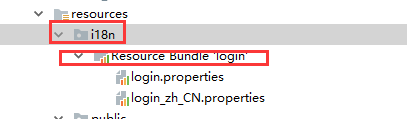 resources
i18n
Resource Bundle 'login'
login.properties
login_zh_CN.properties
public